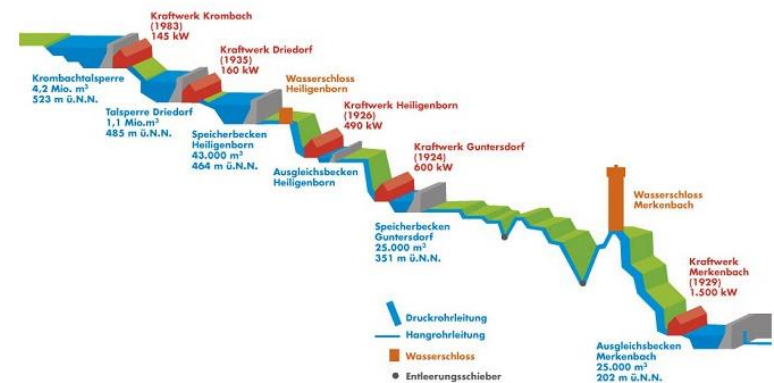 Kraftwerk Krombach
(1983)
145 kW
Kraftwerk Driedorf
(1935)
160 kW
Wasserschloss
Heiligenborn
Kraftwerk Heiligenborn
(1926)
490 kW
Kraftwerk Guntersdorf
(1924)
600 kW
Krombachtalsperre
4,2 Mio. m³
523 m ü.N.N.
Talsperre Driedorf
1,1 Mio.m³
485 m ü.N.N.
Speicherbecken
Heiligenborn
43.000 m³
464 m ü.N.N.
Ausgleichsbecken
Heiligenborn
Speicherbecken
Guntersdorf
25.000 m³
351 m ü.N.N.
Wasserschloss
Merkenbach
Kraftwerk
Merkenbach
(1929)
1.500 kW
Ausgleichsbecken
Merkenbach
25.000 m³
202 m ü.N.N.
Druckrohrleitung
Hangrohrleitung
Wasserschloss
Entleerungsschieber